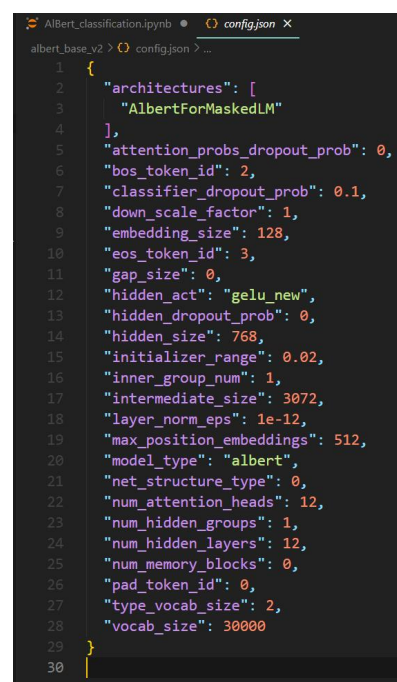 AlBert_classification.ipynb ● {} config.json ×
albert_base_v2 > {} config.json > ...
1 {
2 "architectures": [
3 "AlbertForMaskedLM"
4 ],
5 "attention_probs_dropout_prob": 0,
6 "bos_token_id": 2,
7 "classifier_dropout_prob": 0.1,
8 "down_scale_factor": 1,
9 "embedding_size": 128,
10 "eos_token_id": 3,
11 "gap_size": 0,
12 "hidden_act": "gelu_new",
13 "hidden_dropout_prob": 0,
14 "hidden_size": 768,
15 "initializer_range": 0.02,
16 "inner_group_num": 1,
17 "intermediate_size": 3072,
18 "layer_norm_eps": 1e-12,
19 "max_position_embeddings": 512,
20 "model_type": "albert",
21 "net_structure_type": 0,
22 "num_attention_heads": 12,
23 "num_hidden_groups": 1,
24 "num_hidden_layers": 12,
25 "num_memory_blocks": 0,
26 "pad_token_id": 0,
27 "type_vocab_size": 2,
28 "vocab_size": 30000
29 }
30